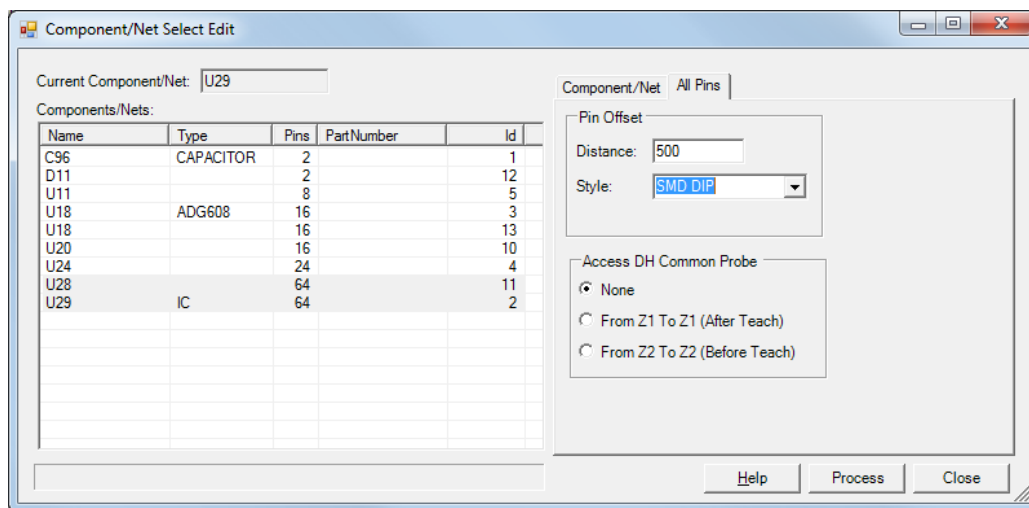 Component/Net Select Edit
Current Component/Net: U29
Components/Nets:
Name Type Pins PartNumber Id
C96 CAPACITOR 2 1
D11 2 12
U11 8 5
U18 ADG608 16 3
U18 16 13
U20 16 10
U24 24 4
U28 64 11
U29 IC 64 2
Component/Net All Pins
Pin Offset
Distance: 500
Style: SMD DIP
Access DH Common Probe
None
From Z1 To Z1 (After Teach)
From Z2 To Z2 (Before Teach)
Help Process Close